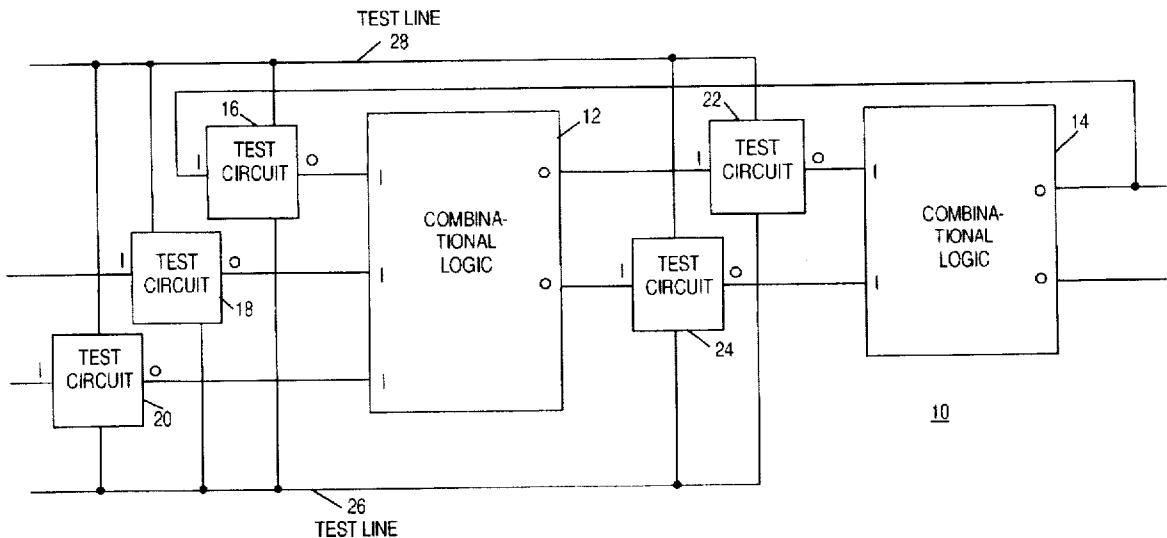 TEST LINE
28
16
TEST
CIRCUIT
I
O
12
I
I
I
COMBINA-
TIONAL
LOGIC
O
O
22
TEST
CIRCUIT
I
O
14
I
I
COMBINA-
TIONAL
LOGIC
O
O
I
TEST
CIRCUIT
O
18
I
TEST
CIRCUIT
O
24
I
TEST
CIRCUIT
O
20
10
26
TEST LINE